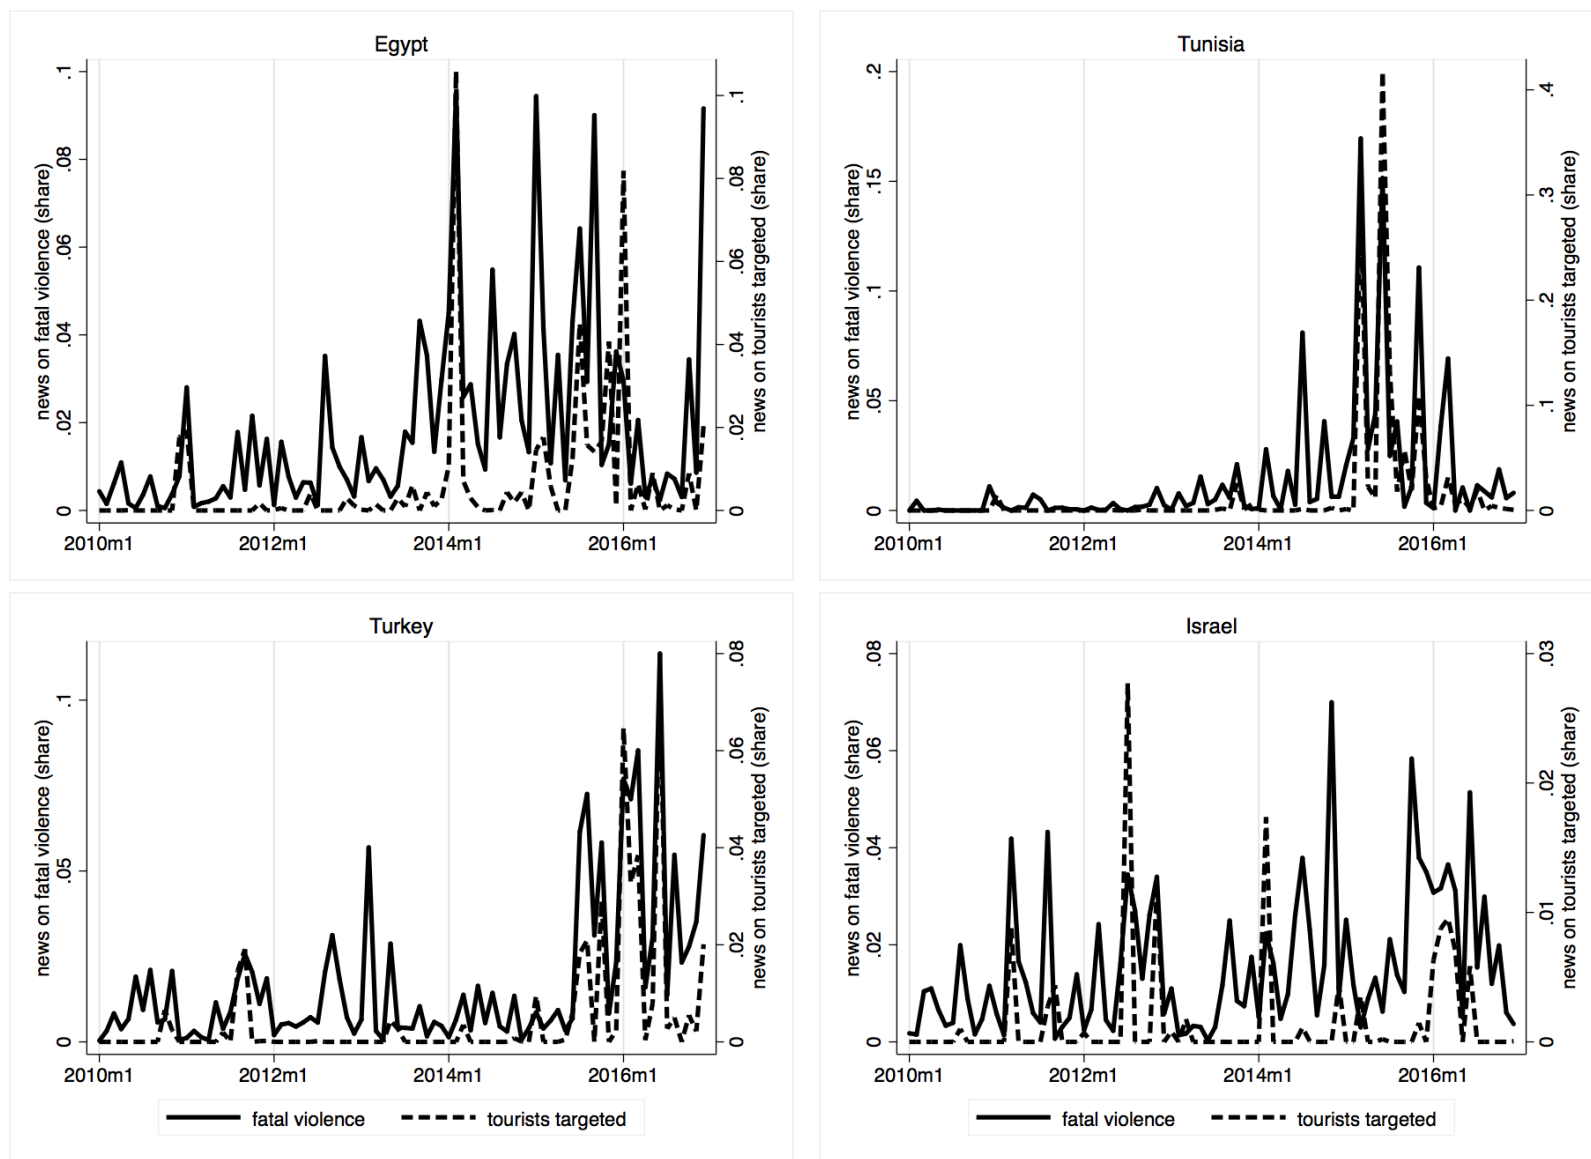 Egypt
news on fatal violence (share)
0 .02 .04 .06 .08 .1
news on tourists targeted (share)
0 .02 .04 .06 .08 .1
2010m1 2012m1 2014m1 2016m1
Tunisia
news on fatal violence (share)
0 .05 .1 .15 .2
news on tourists targeted (share)
0 .1 .2 .3 .4
2010m1 2012m1 2014m1 2016m1
Turkey
news on fatal violence (share)
0 .05 .1
news on tourists targeted (share)
0 .02 .04 .06 .08
2010m1 2012m1 2014m1 2016m1
fatal violence tourists targeted
Israel
news on fatal violence (share)
0 .02 .04 .06 .08
news on tourists targeted (share)
0 .01 .02 .03
2010m1 2012m1 2014m1 2016m1
fatal violence tourists targeted